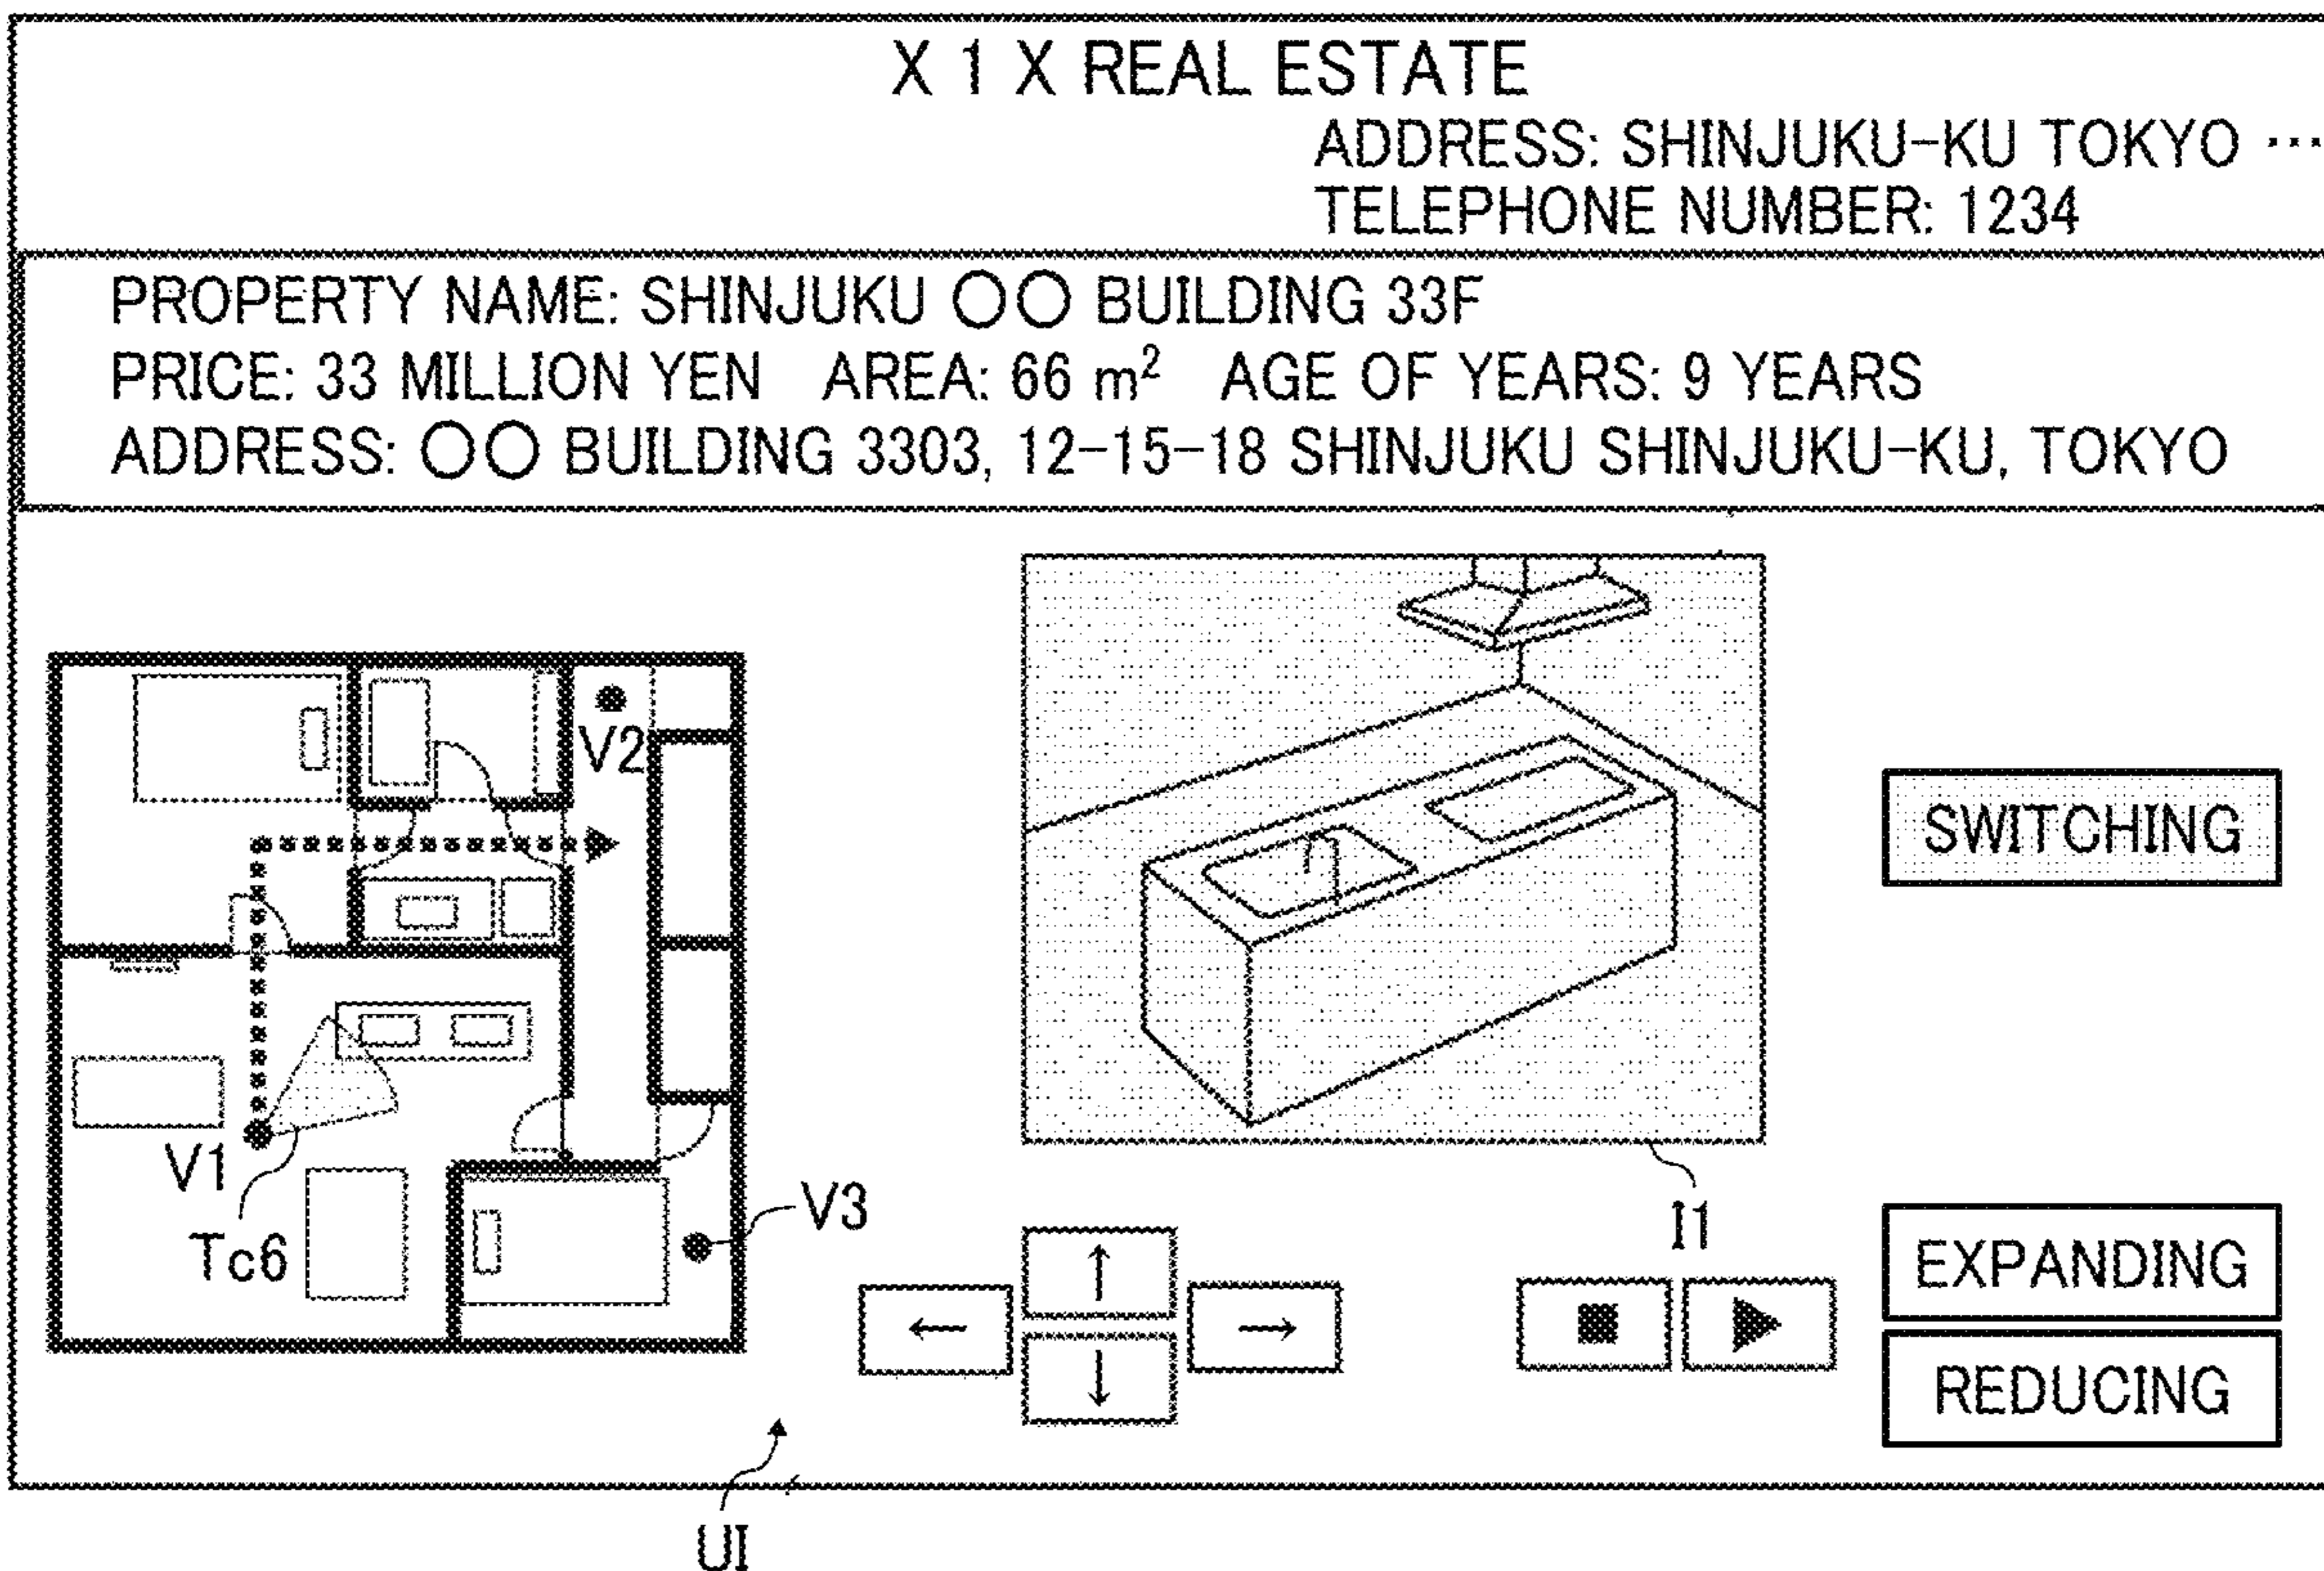 X 1 X REAL ESTATE
ADDRESS: SHINJUKU-KU TOKYO ···
TELEPHONE NUMBER: 1234
PROPERTY NAME: SHINJUKU ○○ BUILDING 33F
PRICE: 33 MILLION YEN AREA: 66 m² AGE OF YEARS: 9 YEARS
ADDRESS: ○○ BUILDING 3303, 12-15-18 SHINJUKU SHINJUKU-KU, TOKYO
V2
SWITCHING
V1
V3
Tc6
I1
↑
← →
↓
■ ▶
EXPANDING
REDUCING
UI